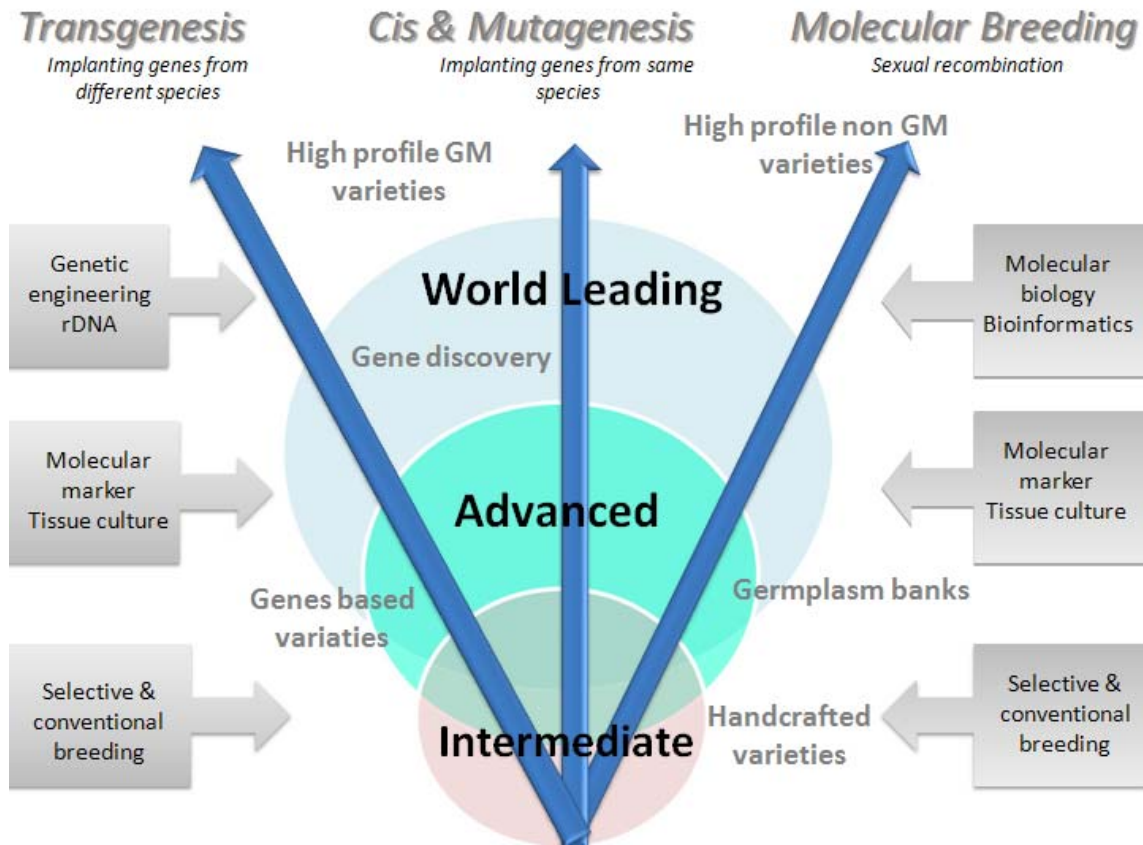 Transgenesis
Implanting genes from
different species
Cis & Mutagenesis
Implanting genes from same
species
Molecular Breeding
Sexual recombination
High profile GM
varieties
High profile non GM
varieties
Genetic
engineering
rDNA
World Leading
Molecular
biology
Bioinformatics
Gene discovery
Molecular
marker
Tissue culture
Advanced
Molecular
marker
Tissue culture
Genes based
variaties
Germplasm banks
Selective &
conventional
breeding
Intermediate
Handcrafted
varieties
Selective &
conventional
breeding